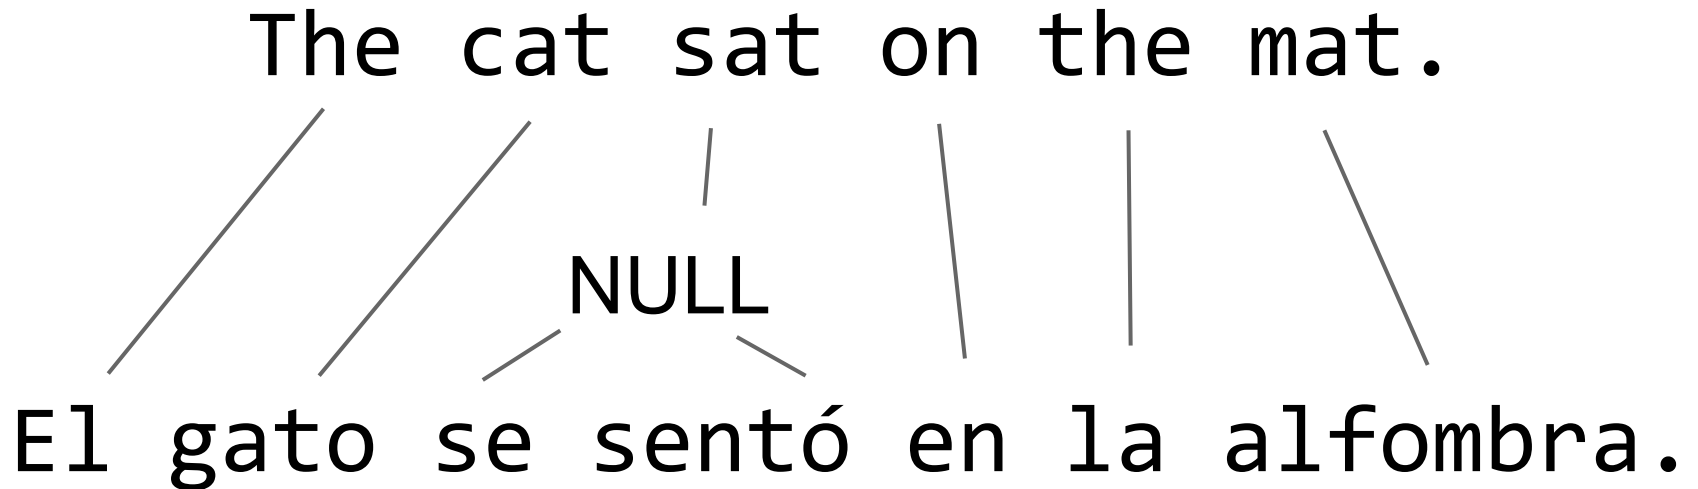 The cat sat on the mat.
NULL
El gato se sentó en la alfombra.